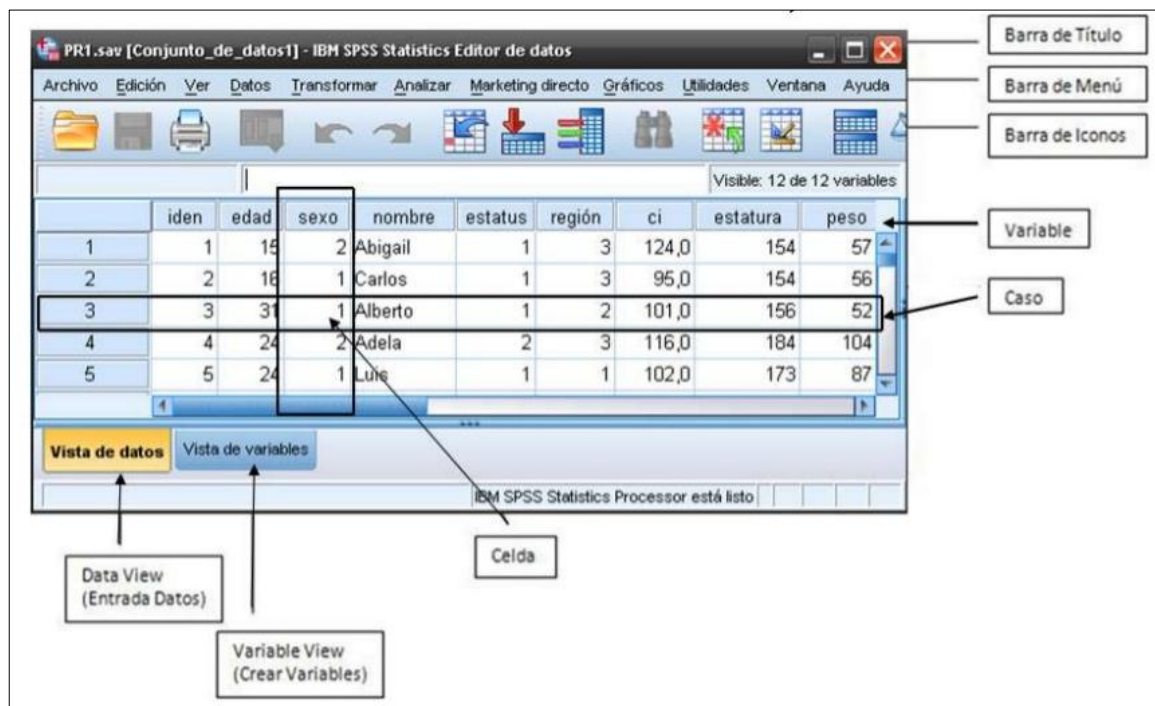 PR1.sav [Conjunto_de_datos1] - IBM SPSS Statistics Editor de datos
Barra de Título
Archivo Edición Ver Datos Transformar Analizar Marketing directo Gráficos Utilidades Ventana Ayuda
Barra de Menú
Barra de Iconos
Visible: 12 de 12 variables
iden edad sexo nombre estatus región ci estatura peso
Variable
1 1 15 2 Abigail 1 3 124,0 154 57
2 2 16 1 Carlos 1 3 95,0 154 56
Caso
3 3 31 1 Alberto 1 2 101,0 156 52
4 4 24 2 Adela 2 3 116,0 184 104
5 5 24 1 Luis 1 1 102,0 173 87
Vista de datos Vista de variables
IBM SPSS Statistics Processor está listo
Celda
Data View
(Entrada Datos)
Variable View
(Crear Variables)